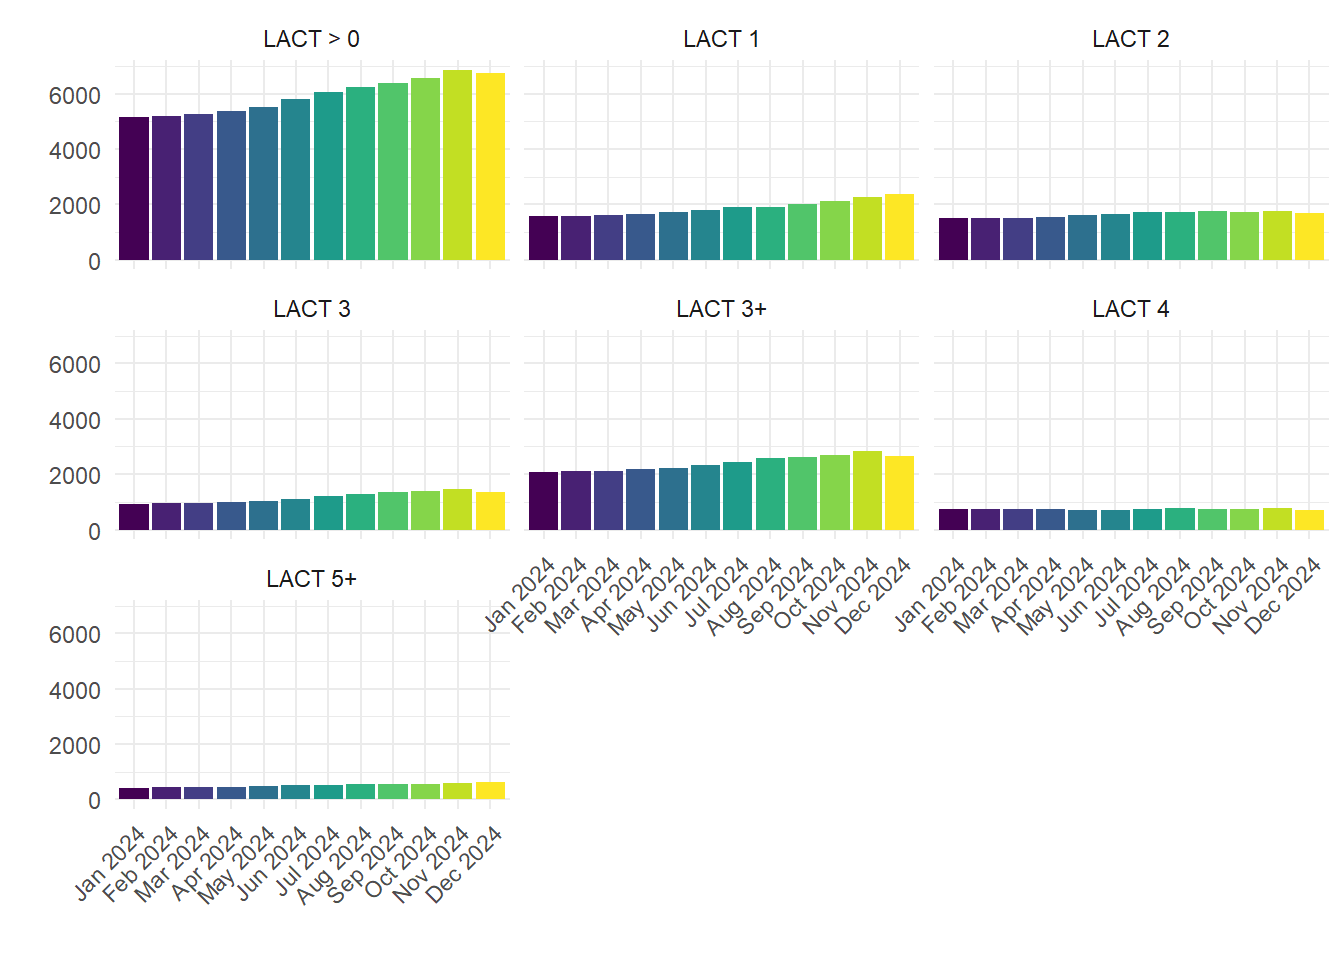 LACT > 0
LACT 1
LACT 2
6000
4000
2000
0
LACT 3
LACT 3+
LACT 4
6000
4000
2000
0
Jan 2024
Feb 2024
Mar 2024
Apr 2024
May 2024
Jun 2024
Jul 2024
Aug 2024
Sep 2024
Oct 2024
Nov 2024
Dec 2024
Jan 2024
Feb 2024
Mar 2024
Apr 2024
May 2024
Jun 2024
Jul 2024
Aug 2024
Sep 2024
Oct 2024
Nov 2024
Dec 2024
LACT 5+
6000
4000
2000
0
Jan 2024
Feb 2024
Mar 2024
Apr 2024
May 2024
Jun 2024
Jul 2024
Aug 2024
Sep 2024
Oct 2024
Nov 2024
Dec 2024